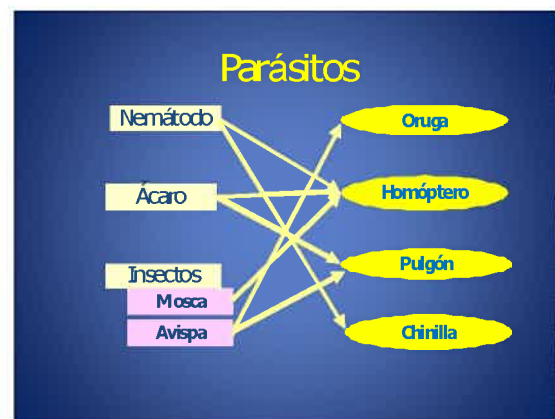 Parásitos
Nemátodo
Oruga
Ácaro
Homóptero
Insectos
Pulgón
Mosca
Avispa
Chinilla